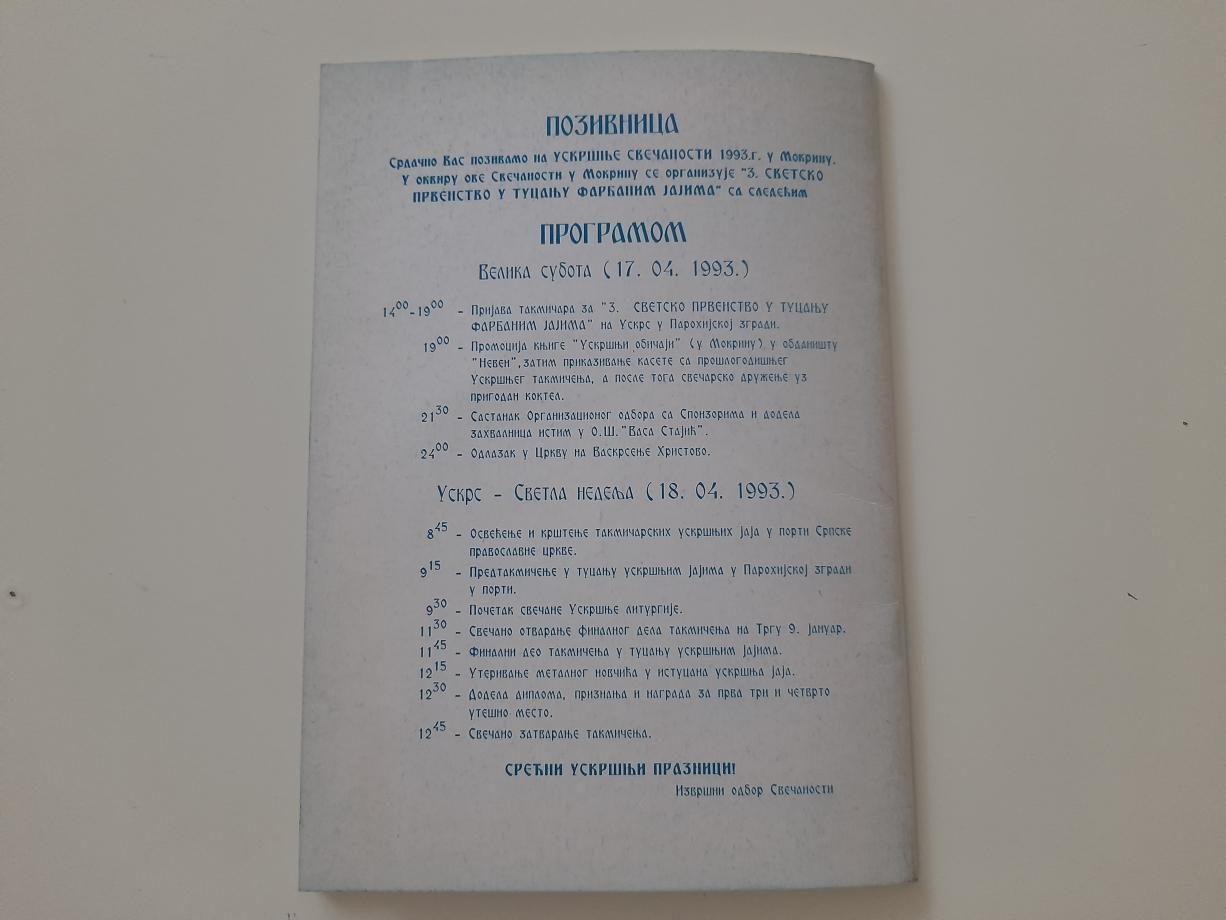 ПОЗИВНИЦА
Срдачно Вас позивамо на УСКРШЊЕ СВЕЧАНОСТИ 1993.г. у Мокрину.
У оквиру ове Свечаности у Мокрину се организује "3. СВЕТСКО
ПРВЕНСТВО У ТУЦАЊУ ФАРБАНИМ ЈАЈИМА" са следећим
ПРОГРАМОМ
Велика субота (17. 04. 1993.)
14⁰⁰-19⁰⁰ - Пријава такмичара за "3. СВЕТСКО ПРВЕНСТВО У ТУЦАЊУ
ФАРБАНИМ ЈАЈИМА" на Ускрс у Парохијској згради.
19⁰⁰ - Промоција књиге "Ускршњи обичаји" (у Мокрину) у обданишту
"Невен", затим приказивање касете са прошлогодишњег
Ускршњег такмичења, а после тога свечарско дружење уз
пригодан коктел.
21³⁰ - Састанак Организационог одбора са Спонзорима и додела
захвалница истим у О.Ш. "Васа Стајић".
24⁰⁰ - Одлазак у Цркву на Васкрсење Христово.
Ускрс - Светла недеља (18. 04. 1993.)
8⁴⁵ - Освећење и крштење такмичарских ускршњих јаја у порти Српске
православне цркве.
9¹⁵ - Предтакмичење у туцању ускршњим јајима у Парохијској згради
у порти.
9³⁰ - Почетак свечане Ускршње литургије.
11³⁰ - Свечано отварање финалног дела такмичења на Тргу 9. јануар.
11⁴⁵ - Финални део такмичења у туцању ускршњим јајима.
12¹⁵ - Утеривање металног новчића у истуцана ускршња јаја.
12³⁰ - Додела диплома, признања и награда за прва три и четврто
утешно место.
12⁴⁵ - Свечано затварање такмичења.
СРЕЋНИ УСКРШЊИ ПРАЗНИЦИ!
Извршни одбор Свечаности